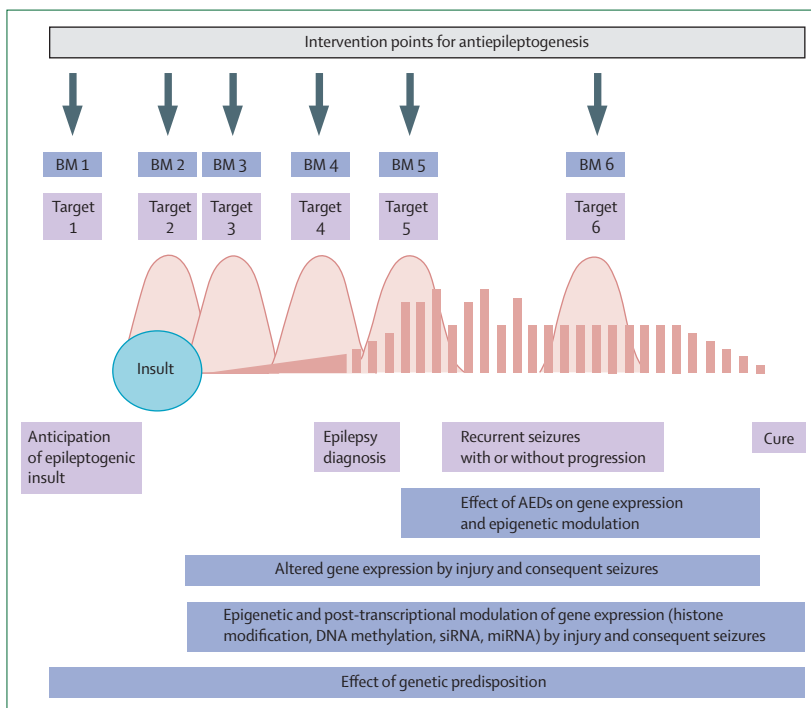 Intervention points for antiepileptogenesis
BM 1
BM 2
BM 3
BM 4
BM 5
BM 6
Target
1
Target
2
Target
3
Target
4
Target
5
Target
6
Insult
Anticipation
of epileptogenic
insult
Epilepsy
diagnosis
Recurrent seizures
with or without progression
Cure
Effect of AEDs on gene expression
and epigenetic modulation
Altered gene expression by injury and consequent seizures
Epigenetic and post-transcriptional modulation of gene expression (histone
modification, DNA methylation, siRNA, miRNA) by injury and consequent seizures
Effect of genetic predisposition